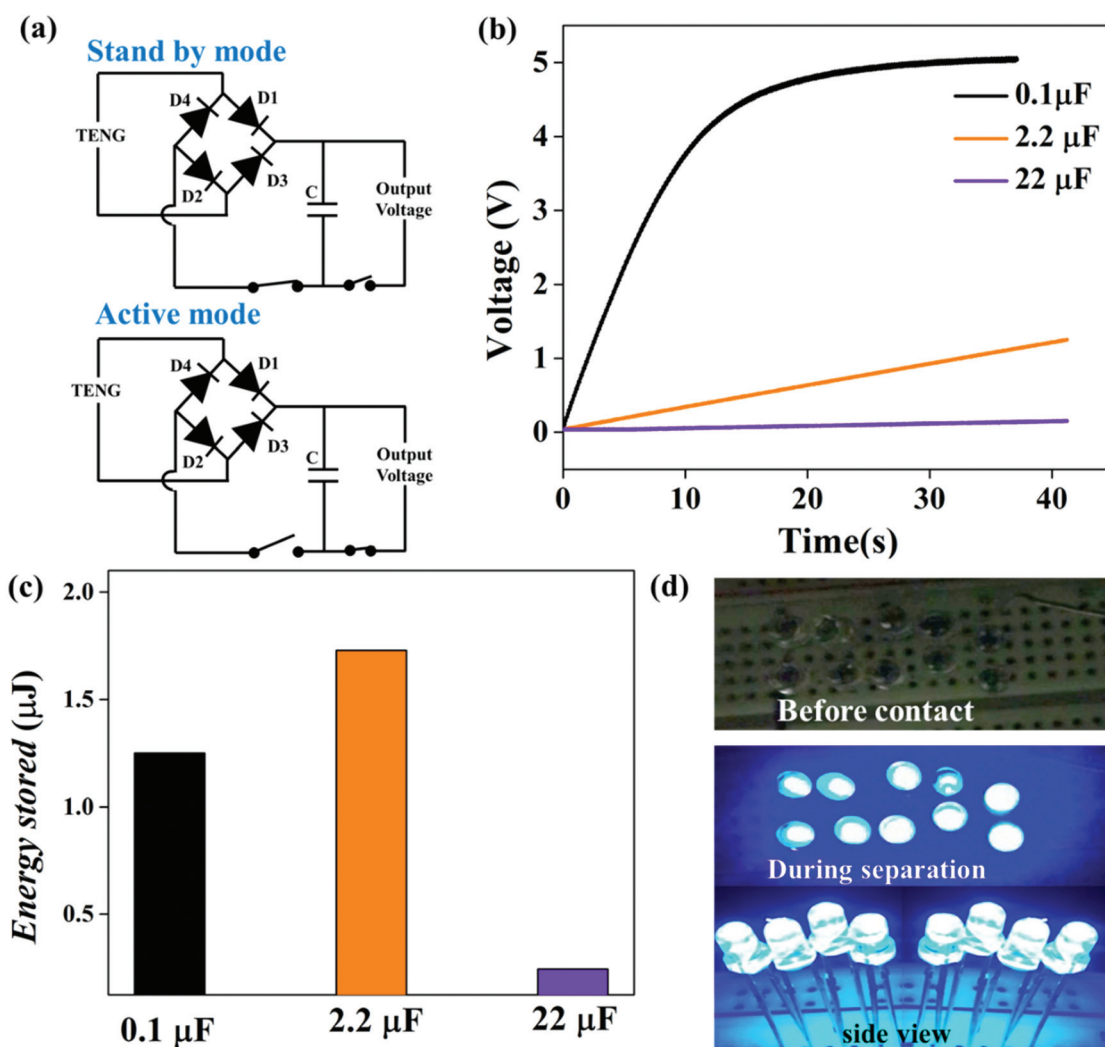 (a)
Stand by mode
D4
D1
TENG
D2
D3
C
Output
Voltage
Active mode
D4
D1
TENG
D2
D3
C
Output
Voltage
(b)
5
4
3
2
1
0
Voltage (V)
0
10
20
30
40
Time(s)
0.1μF
2.2 μF
22 μF
(c)
2.0
1.5
1.0
0.5
Energy stored (μJ)
0.1 μF
2.2 μF
22 μF
(d)
Before contact
During separation
side view